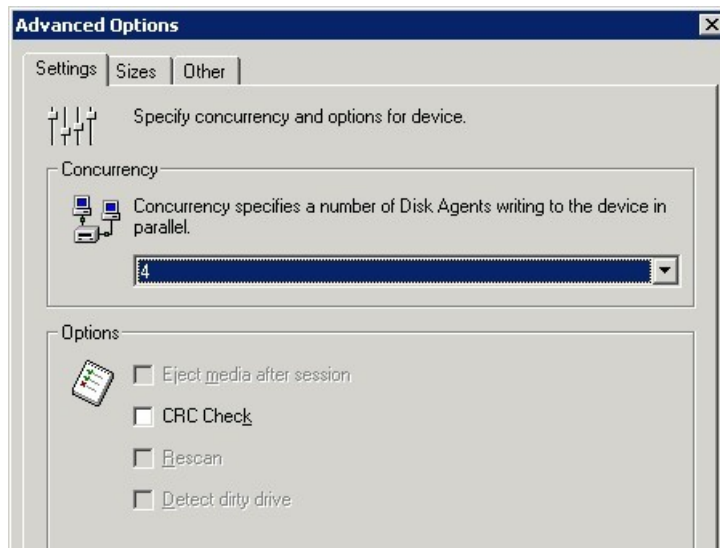 Advanced Options
Settings Sizes Other
Specify concurrency and options for device.
Concurrency
Concurrency specifies a number of Disk Agents writing to the device in
parallel.
4
Options
Eject media after session
CRC Check
Rescan
Detect dirty drive